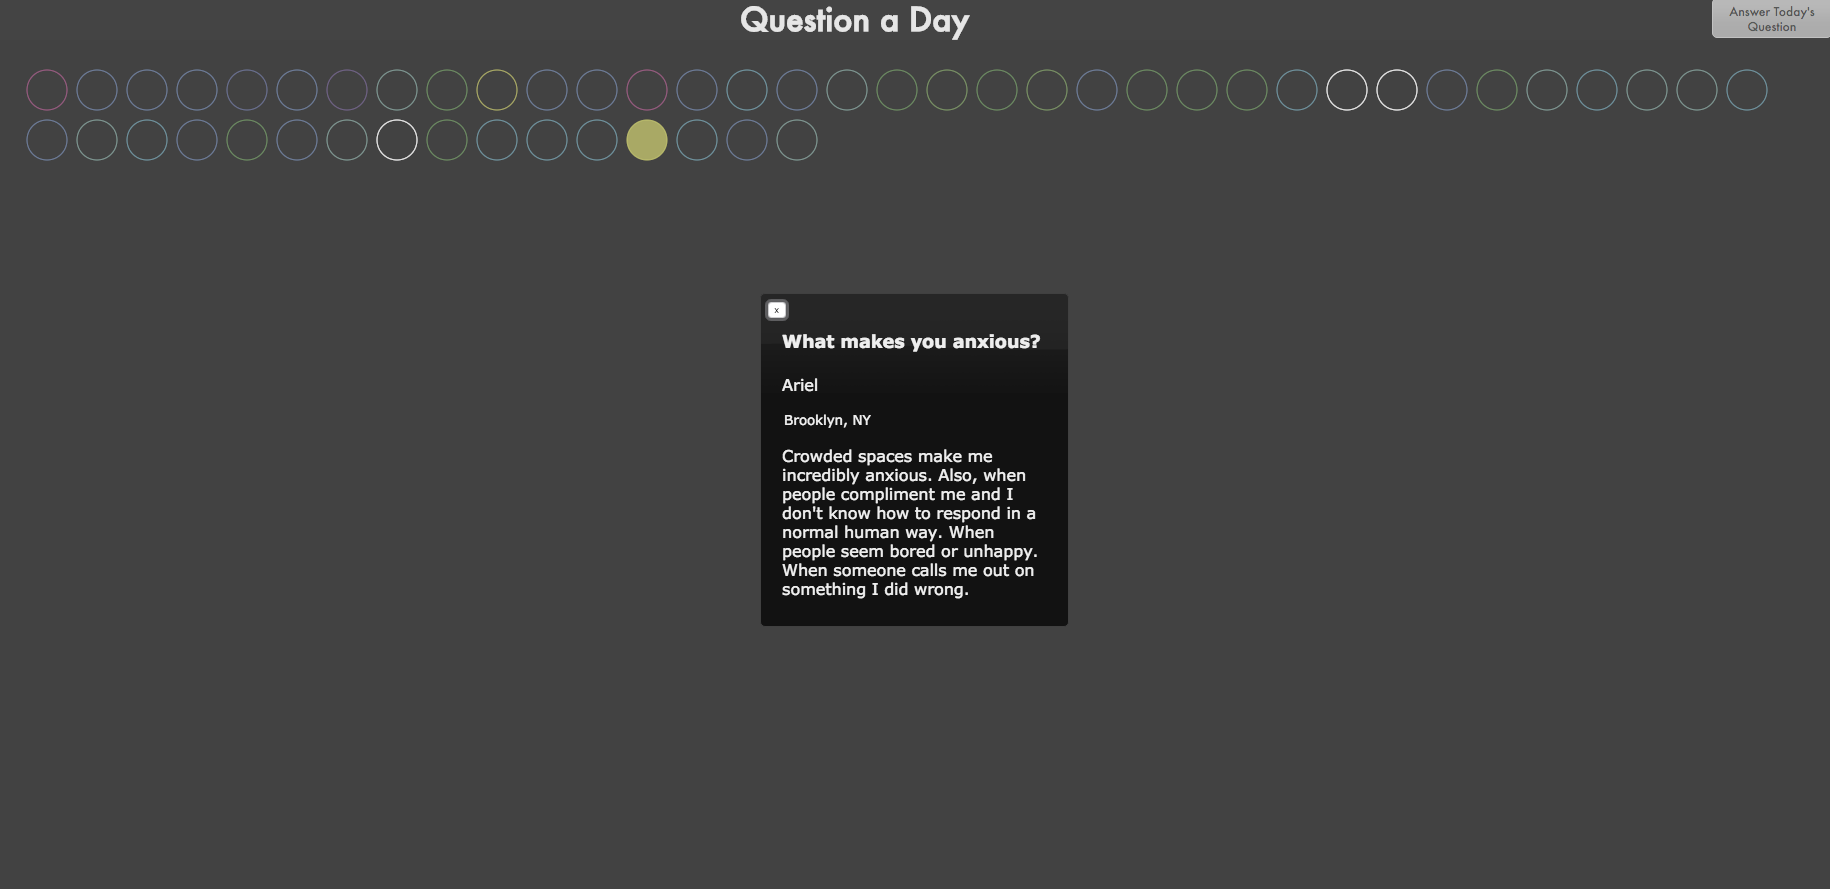 Question a Day
Answer Today's
Question
x
What makes you anxious?
Ariel
Brooklyn, NY
Crowded spaces make me
incredibly anxious. Also, when
people compliment me and I
don't know how to respond in a
normal human way. When
people seem bored or unhappy.
When someone calls me out on
something I did wrong.